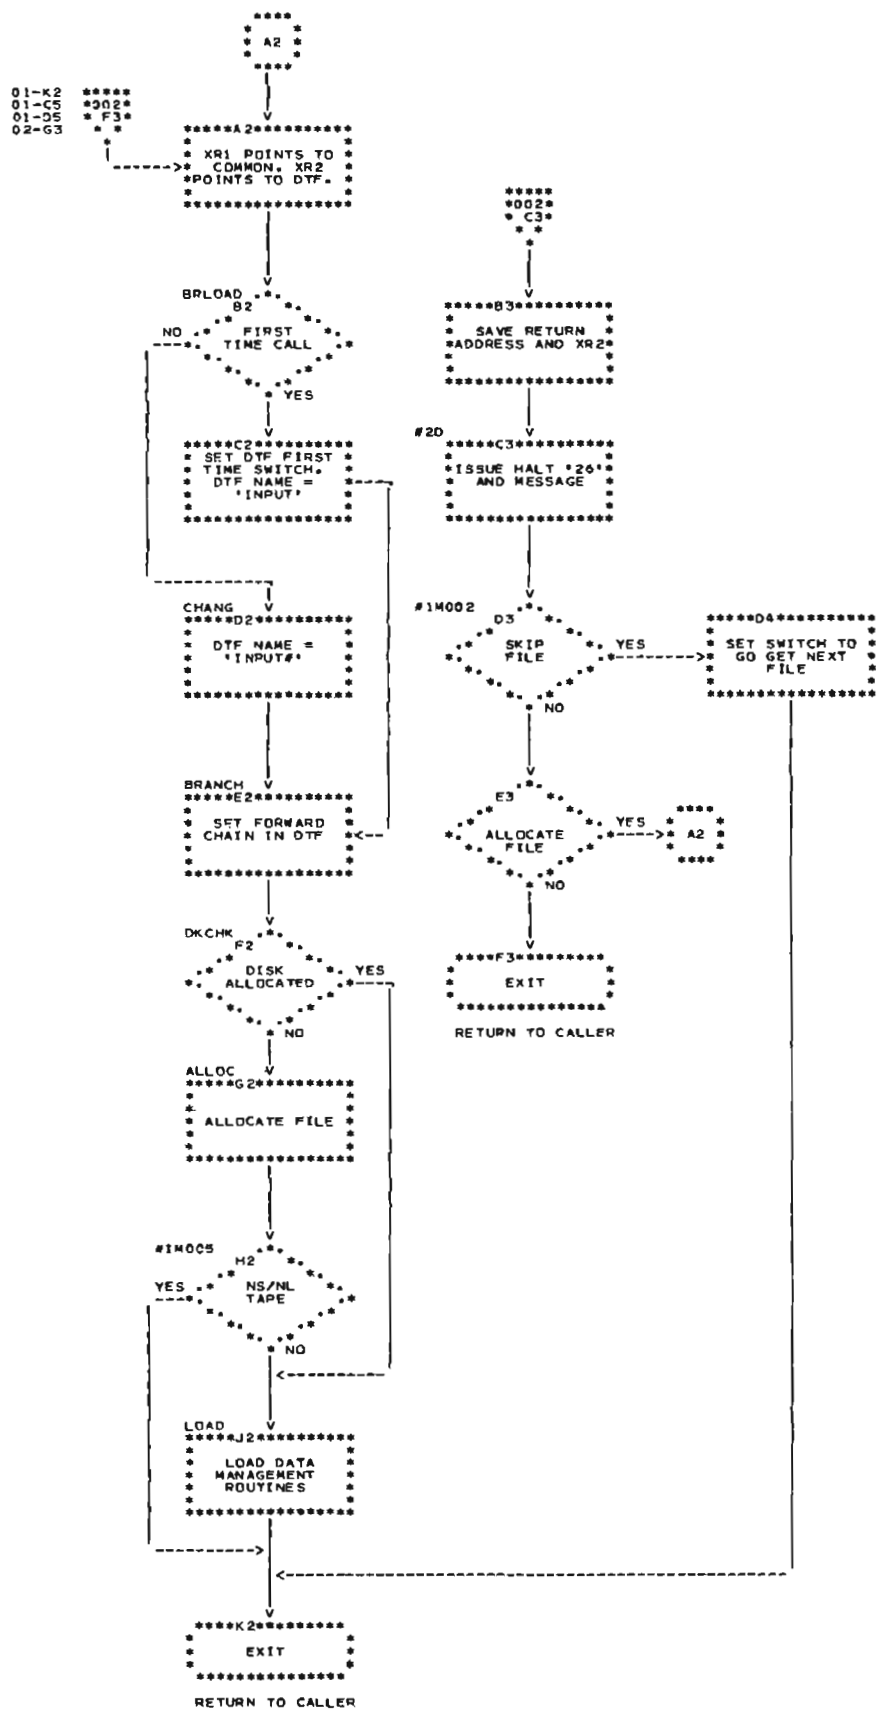 A2
01-K2
01-C5
01-D5
02-G3
002
F3
A2
XR1 POINTS TO
COMMON. XR2
POINTS TO DTF.
BRLOAD
B2
FIRST
TIME CALL
NO
YES
C2
SET DTF FIRST
TIME SWITCH.
DTF NAME =
'INPUT'
CHANG
D2
DTF NAME =
'INPUT#'
BRANCH
E2
SET FORWARD
CHAIN IN DTF
DKCHK
F2
DISK
ALLOCATED
YES
NO
ALLOC
G2
ALLOCATE FILE
#IM005
H2
NS/NL
TAPE
YES
NO
LOAD
J2
LOAD DATA
MANAGEMENT
ROUTINES
K2
EXIT
RETURN TO CALLER
002
C3
B3
SAVE RETURN
ADDRESS AND XR2
#2D
C3
ISSUE HALT '26'
AND MESSAGE
#IM002
D3
SKIP
FILE
YES
NO
D4
SET SWITCH TO
GO GET NEXT
FILE
E3
ALLOCATE
FILE
YES
A2
NO
F3
EXIT
RETURN TO CALLER